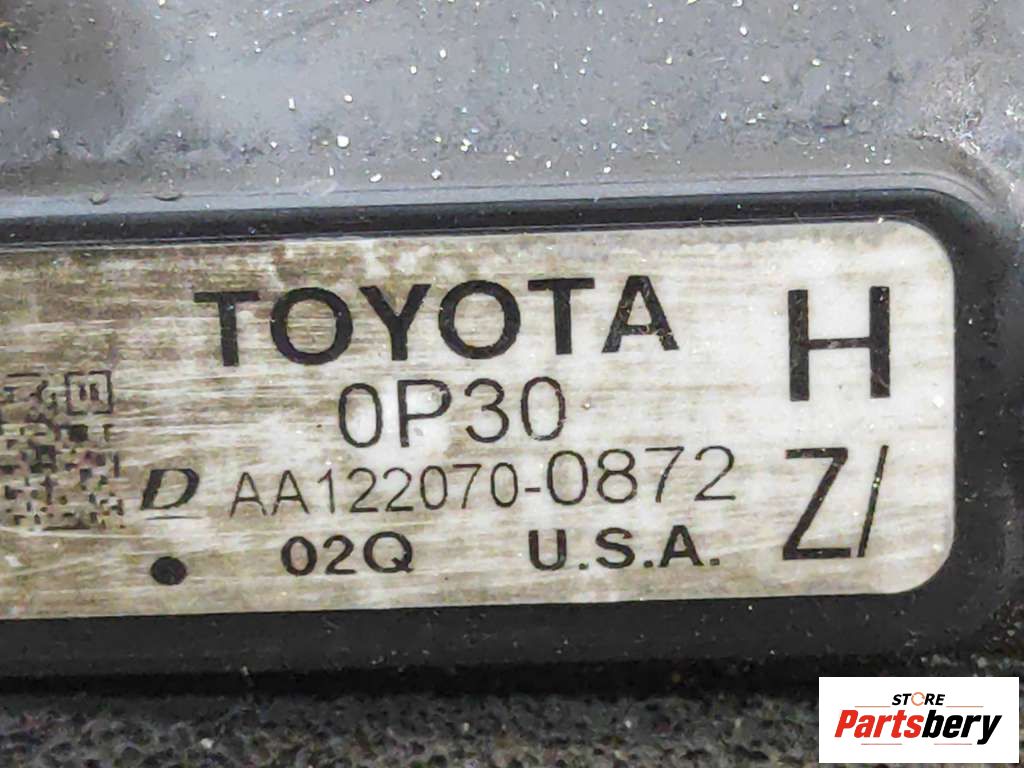 TOYOTA
H
0P30
D AA122070-0872
Z/
02Q U.S.A.
STORE
Partsbery